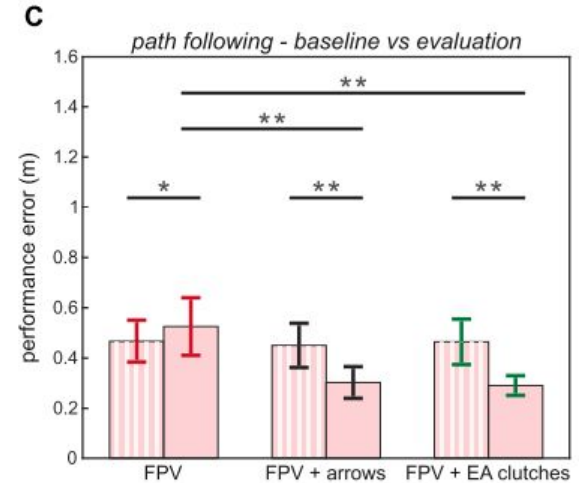 C
path following - baseline vs evaluation
performance error (m)
1.6
1.4
1.2
1
0.8
0.6
0.4
0.2
0
**
**
* ** **
FPV FPV + arrows FPV + EA clutches